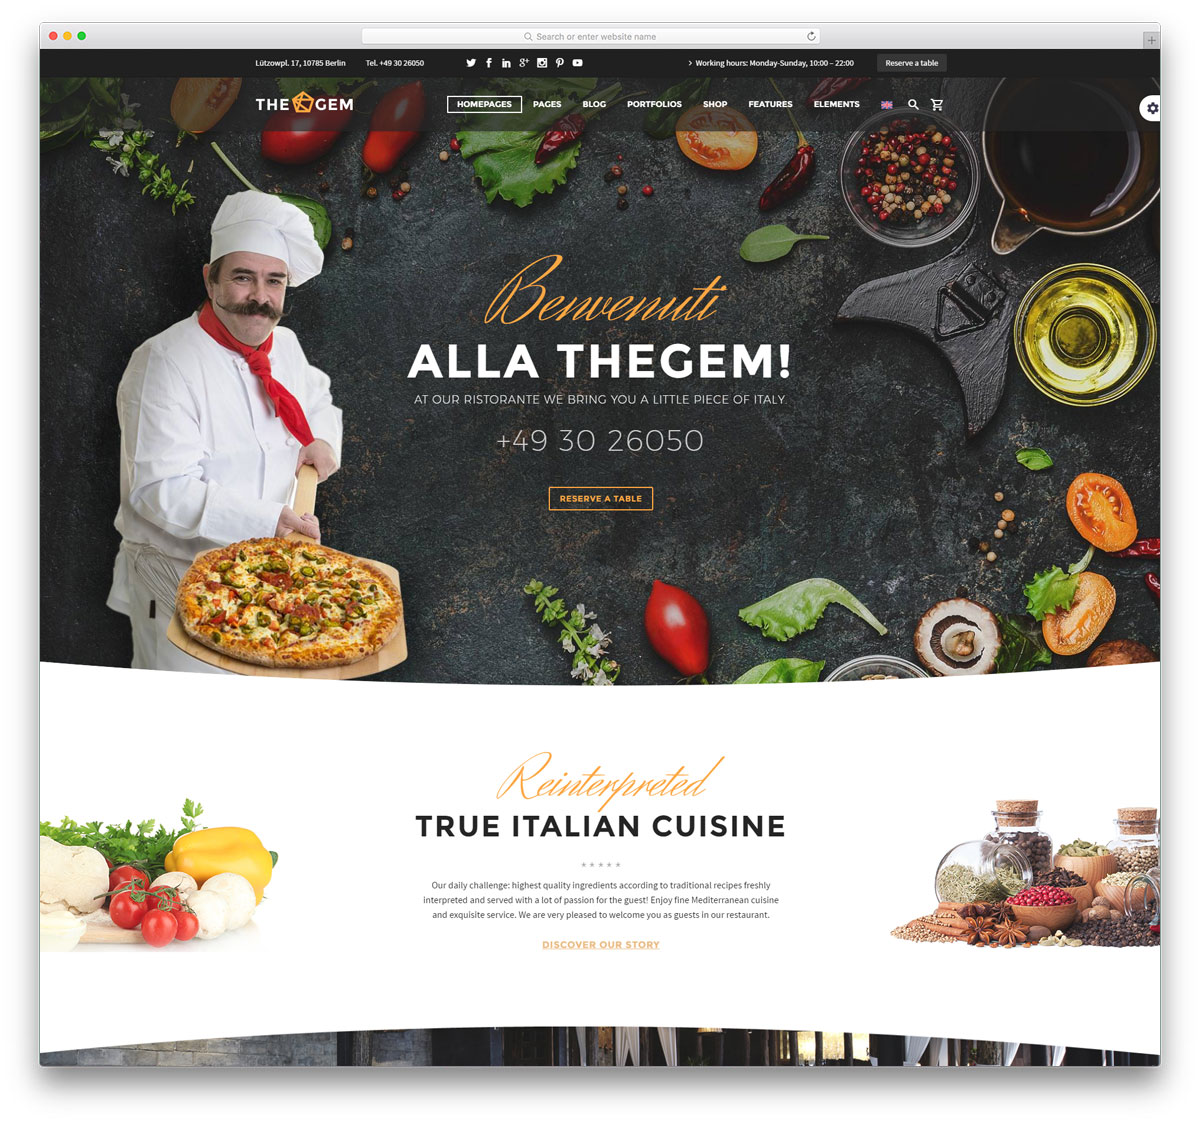 Search or enter website name
Lützowpl. 17, 10785 Berlin Tel. +49 30 26050 Working hours: Monday-Sunday, 10:00 – 22:00 Reserve a table
THE GEM HOMEPAGES PAGES BLOG PORTFOLIOS SHOP FEATURES ELEMENTS
Benvenuti
ALLA THEGEM!
AT OUR RISTORANTE WE BRING YOU A LITTLE PIECE OF ITALY.
+49 30 26050
RESERVE A TABLE
Reinterpreted
TRUE ITALIAN CUISINE
Our daily challenge: highest quality ingredients according to traditional recipes freshly
interpreted and served with a lot of passion for the guest! Enjoy fine Mediterranean cuisine
and exquisite service. We are very pleased to welcome you as guests in our restaurant.
DISCOVER OUR STORY